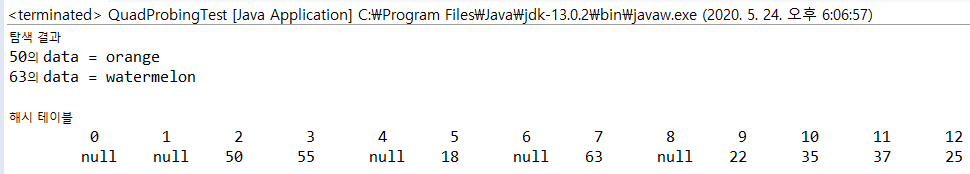 <terminated> QuadProbingTest [Java Application] C:₩Program Files₩Java₩jdk-13.0.2₩bin₩javaw.exe (2020. 5. 24. 오후 6:06:57)
탐색 결과
50의 data = orange
63의 data = watermelon
해시 테이블
0 1 2 3 4 5 6 7 8 9 10 11 12
null null 50 55 null 18 null 63 null 22 35 37 25